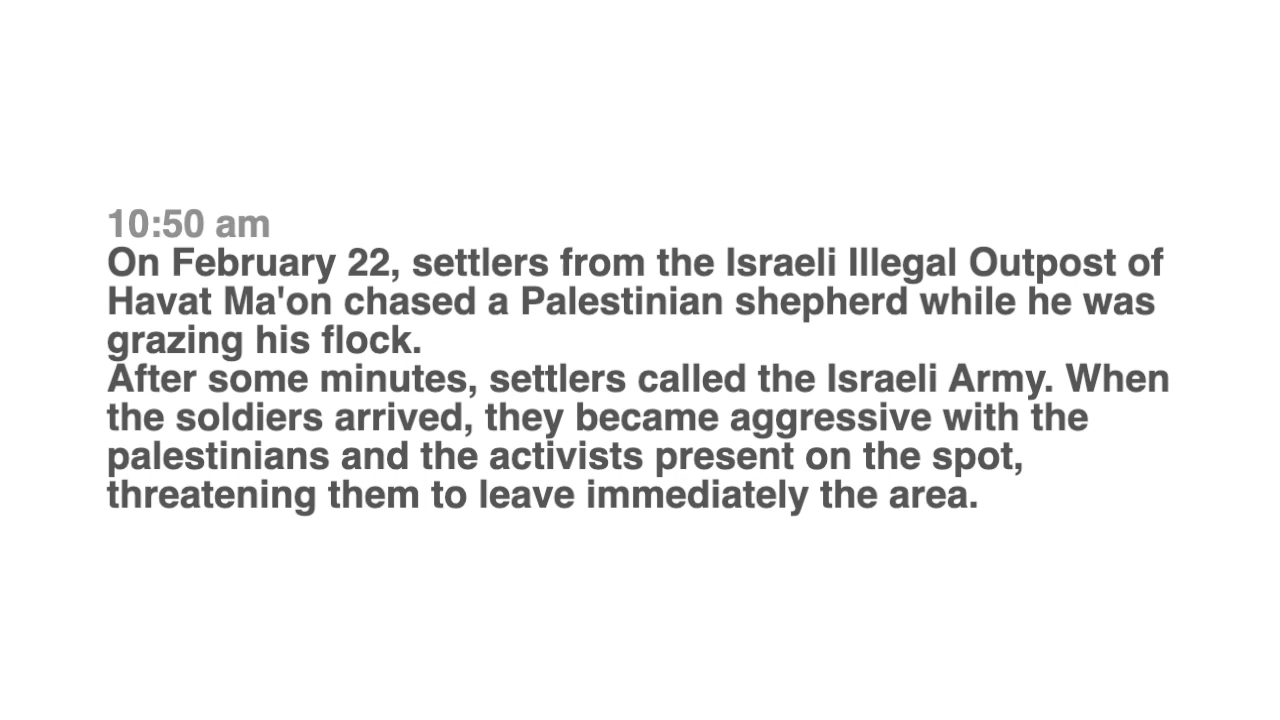 10:50 am
On February 22, settlers from the Israeli Illegal Outpost of
Havat Ma'on chased a Palestinian shepherd while he was
grazing his flock.
After some minutes, settlers called the Israeli Army. When
the soldiers arrived, they became aggressive with the
palestinians and the activists present on the spot,
threatening them to leave immediately the area.